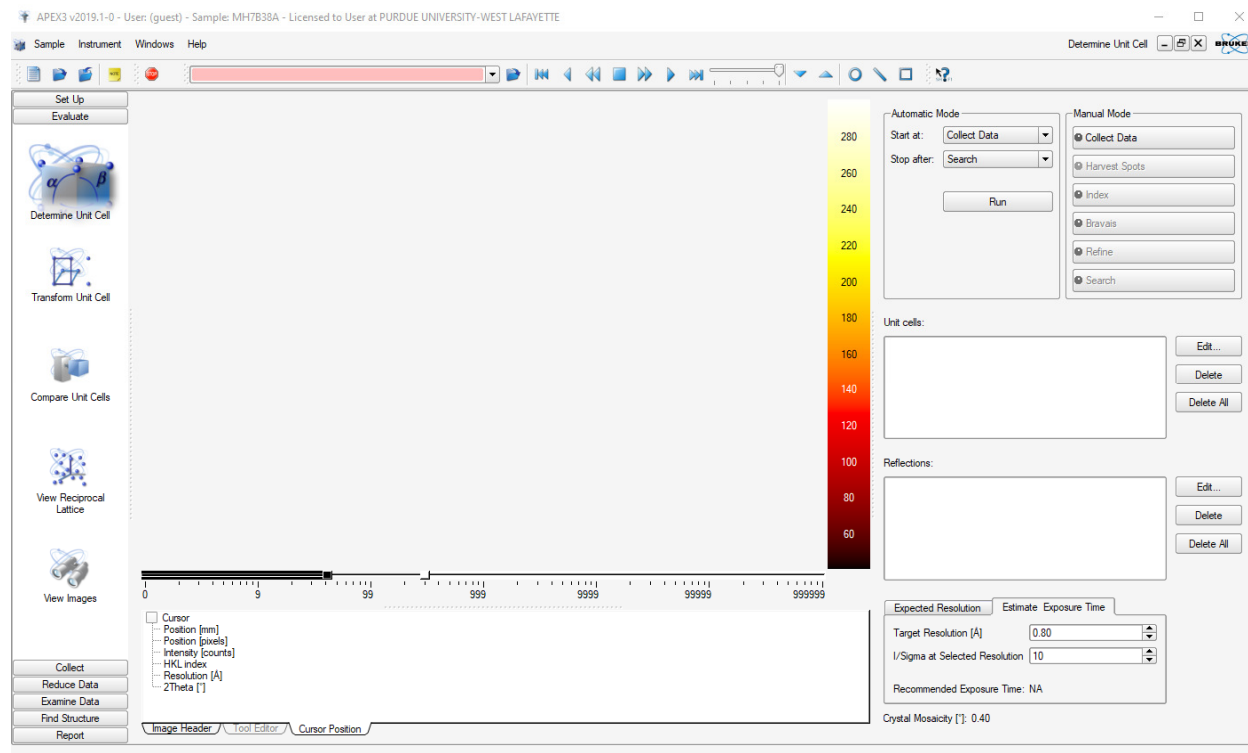 APEX3 v2019.1-0 - User: (guest) - Sample: MH7B38A - Licensed to User at PURDUE UNIVERSITY-WEST LAFAYETTE
Sample Instrument Windows Help
Determine Unit Cell
BRUKE
STOP
Set Up
Evaluate
α β
Determine Unit Cell
Transform Unit Cell
Compare Unit Cells
View Reciprocal
Lattice
View Images
Collect
Reduce Data
Examine Data
Find Structure
Report
280
260
240
220
200
180
160
140
120
100
80
60
0 9 99 999 9999 99999 999999
Cursor
Position [mm]
Position [pixels]
Intensity [counts]
HKL index
Resolution [Å]
2Theta [°]
Image Header Tool Editor Cursor Position
Automatic Mode
Start at: Collect Data
Stop after: Search
Run
Manual Mode
Collect Data
Harvest Spots
Index
Bravais
Refine
Search
Unit cells:
Edit...
Delete
Delete All
Reflections:
Edit...
Delete
Delete All
Expected Resolution Estimate Exposure Time
Target Resolution [Å] 0.80
I/Sigma at Selected Resolution 10
Recommended Exposure Time: NA
Crystal Mosaicity [°]: 0.40